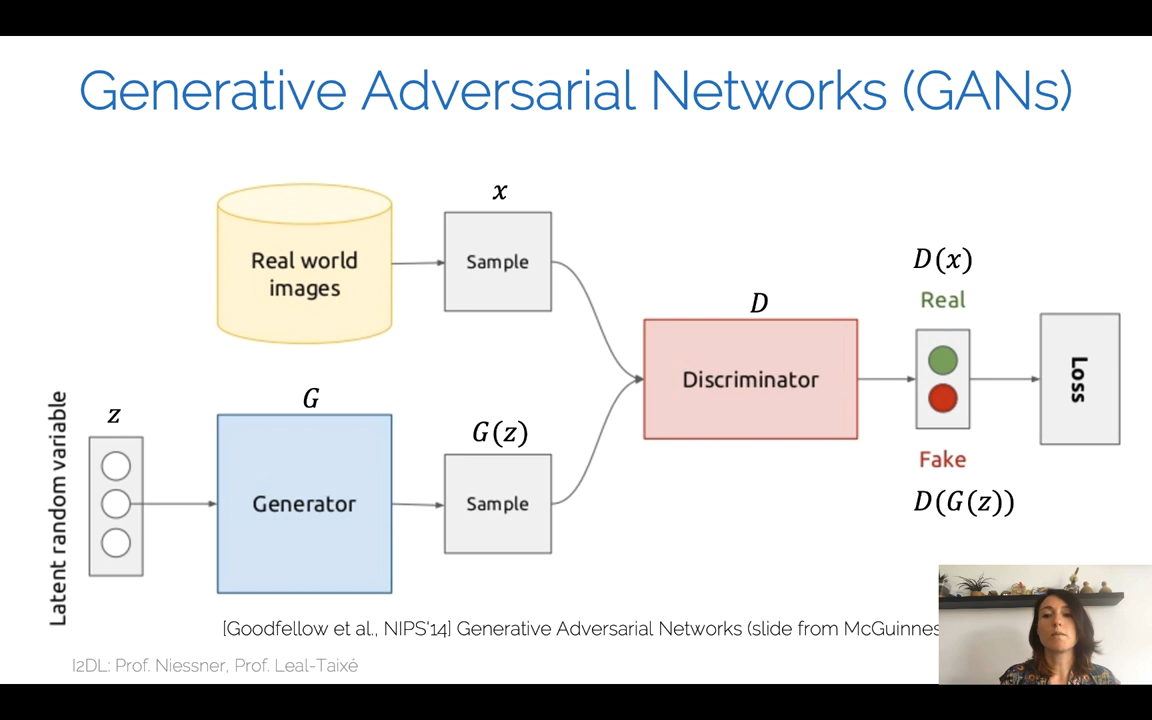 Generative Adversarial Networks (GANs)
x
Real world
images
Sample
D(x)
Real
D
Discriminator
Loss
Fake
D(G(z))
Latent random variable
z
G
Generator
G(z)
Sample
[Goodfellow et al., NIPS'14] Generative Adversarial Networks (slide from
I2DL: Prof. Niessner, Prof. Leal-Taixé